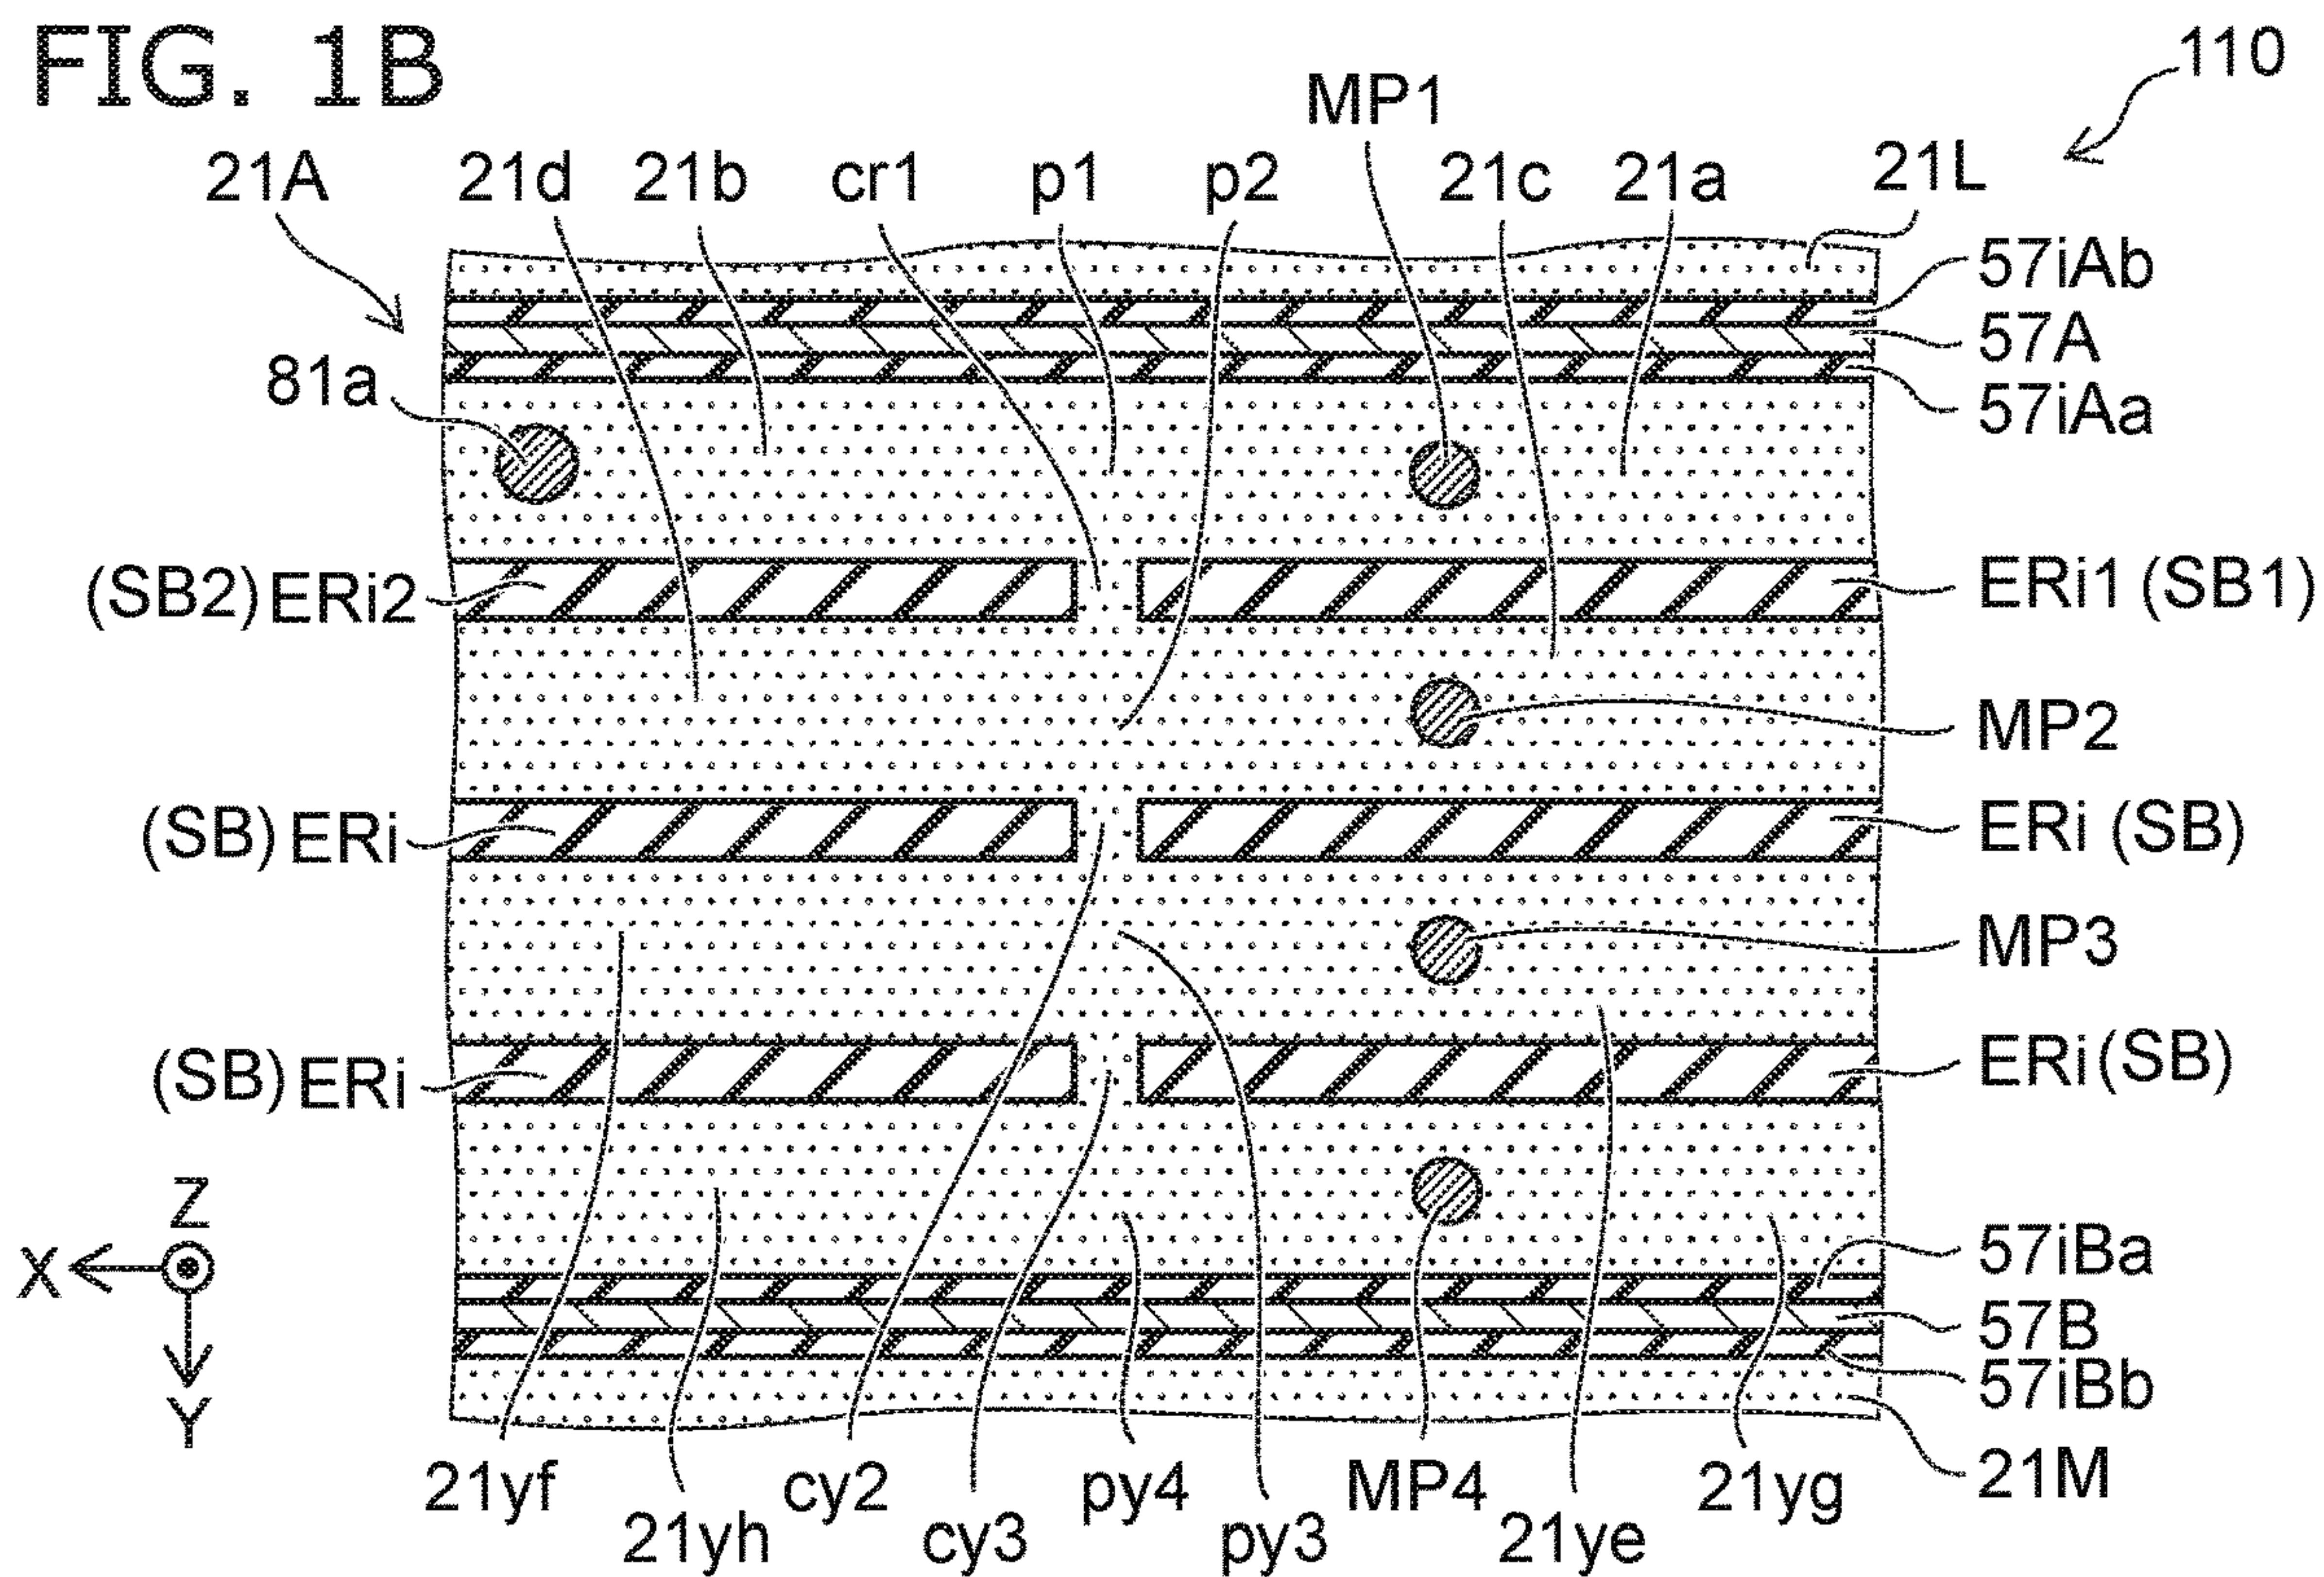 FIG. 1B
110
MP1
21A 21d 21b cr1 p1 p2 21c 21a 21L
57iAb
57A
81a
57iAa
(SB2) ERi2
ERi1 (SB1)
MP2
(SB) ERi
ERi (SB)
MP3
(SB) ERi
ERi (SB)
Z
X
Y
57iBa
57B
57iBb
21M
21yf cy2 py4 MP4 21yg
21yh cy3 py3 21ye